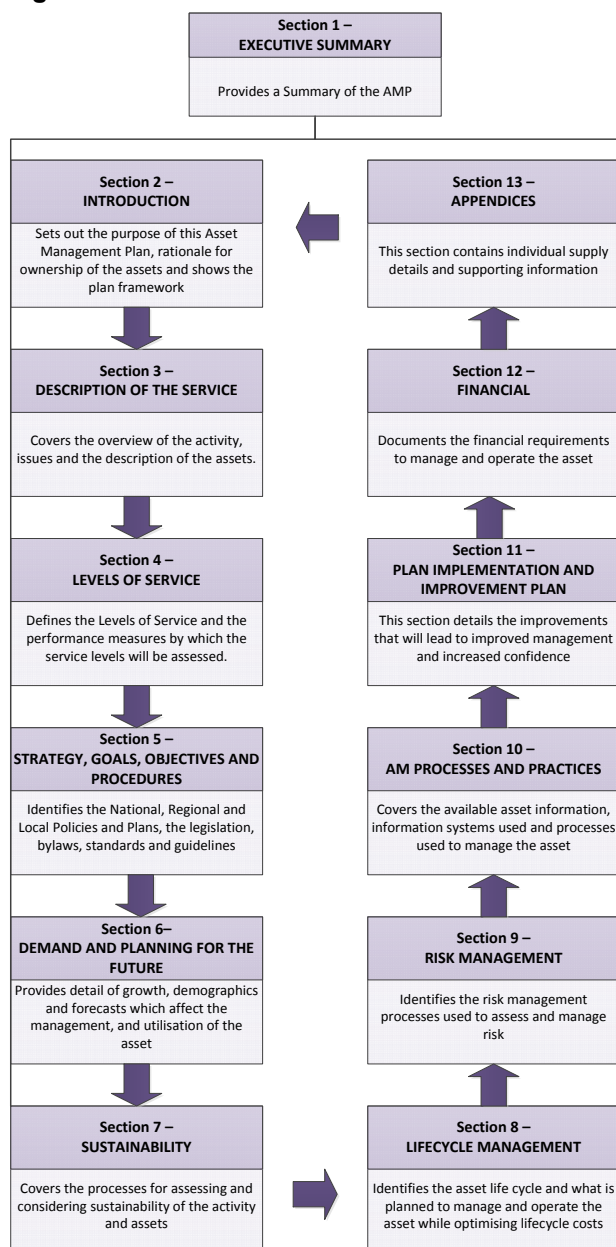 Section 1 –
EXECUTIVE SUMMARY
Provides a Summary of the AMP
Section 2 –
INTRODUCTION
Sets out the purpose of this Asset
Management Plan, rationale for
ownership of the assets and shows the
plan framework
Section 3 –
DESCRIPTION OF THE SERVICE
Covers the overview of the activity,
issues and the description of the assets.
Section 4 –
LEVELS OF SERVICE
Defines the Levels of Service and the
performance measures by which the
service levels will be assessed.
Section 5 –
STRATEGY, GOALS, OBJECTIVES AND
PROCEDURES
Identifies the National, Regional and
Local Policies and Plans, the legislation,
bylaws, standards and guidelines
Section 6–
DEMAND AND PLANNING FOR THE
FUTURE
Provides detail of growth, demographics
and forecasts which affect the
management, and utilisation of the
asset
Section 7 –
SUSTAINABILITY
Covers the processes for assessing and
considering sustainability of the activity
and assets
Section 8 –
LIFECYCLE MANAGEMENT
Identifies the asset life cycle and what is
planned to manage and operate the
asset while optimising lifecycle costs
Section 9 –
RISK MANAGEMENT
Identifies the risk management
processes used to assess and manage
risk
Section 10 –
AM PROCESSES AND PRACTICES
Covers the available asset information,
information systems used and processes
used to manage the asset
Section 11 –
PLAN IMPLEMENTATION AND
IMPROVEMENT PLAN
This section details the improvements
that will lead to improved management
and increased confidence
Section 12 –
FINANCIAL
Documents the financial requirements
to manage and operate the asset
Section 13 –
APPENDICES
This section contains individual supply
details and supporting information